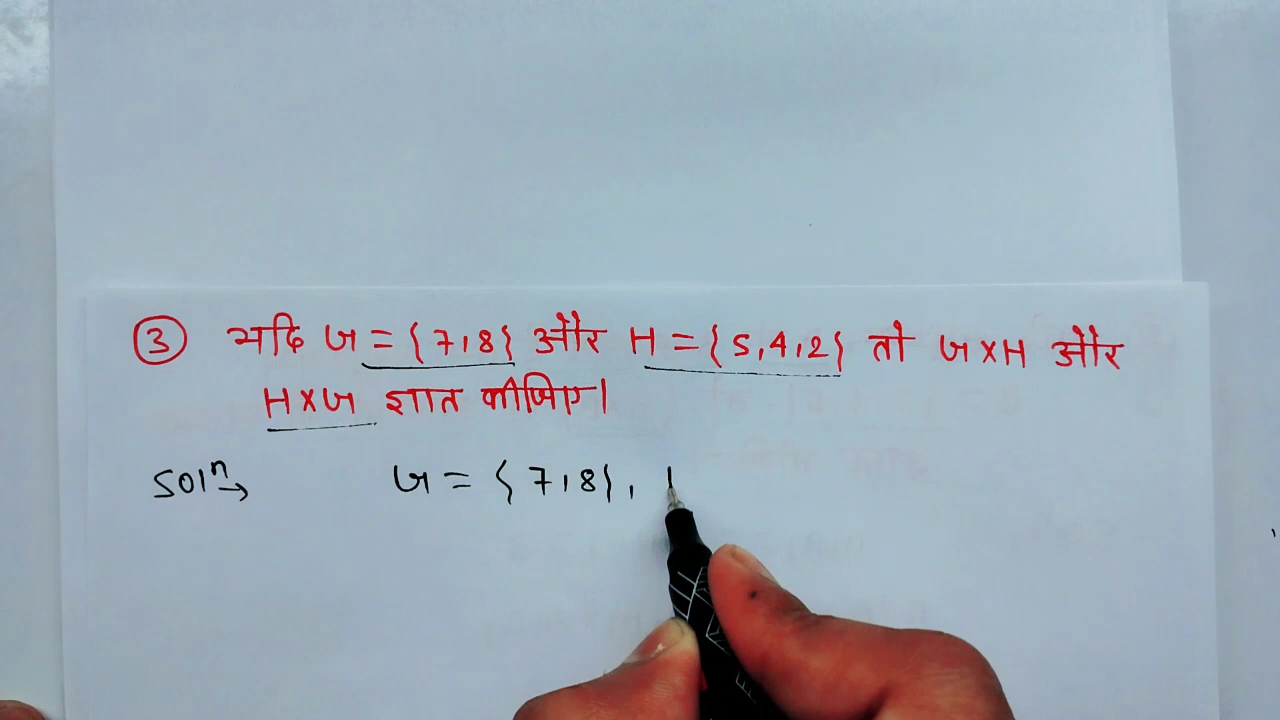 ③ यदि G = {7,8} और H = {5,4,2} तो G×H और
H×G ज्ञात कीजिए।
Solⁿ→ G = {7,8},